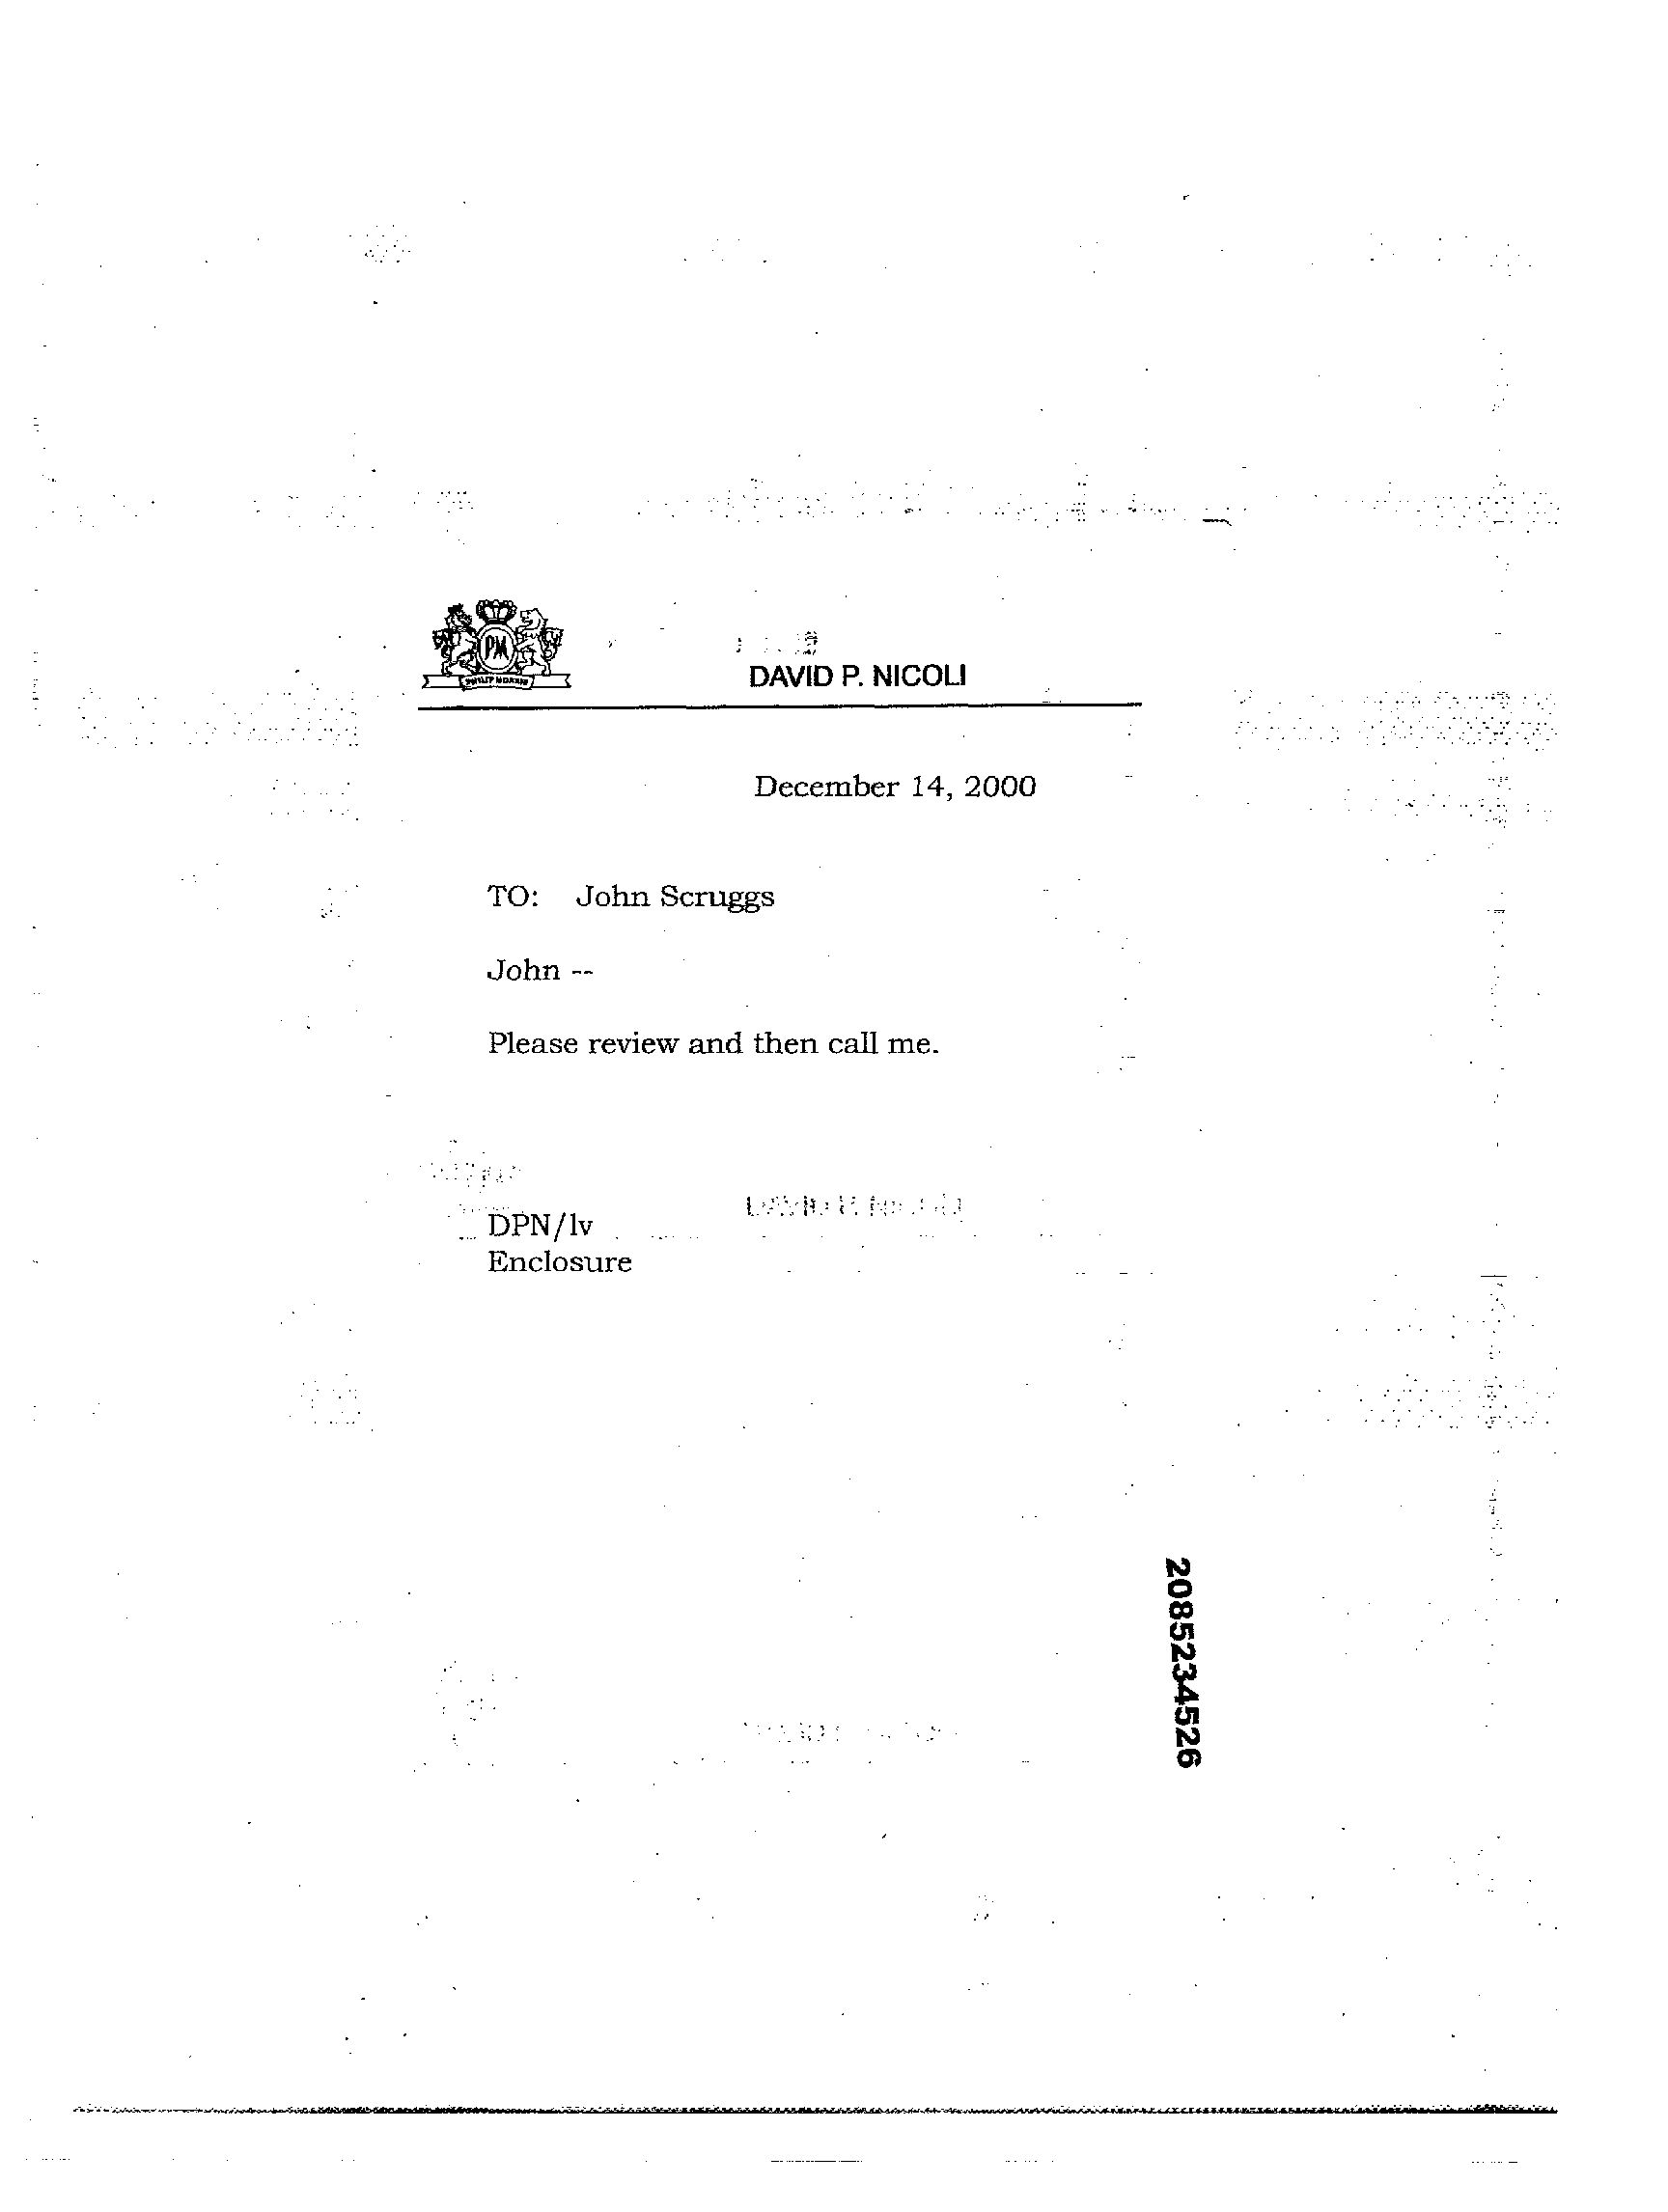 PM
PHILIP MORRIS
DAVID P. NICOLI
December 14, 2000
TO: John Scruggs
John --
Please review and then call me.
DPN/lv
Enclosure
2085234526